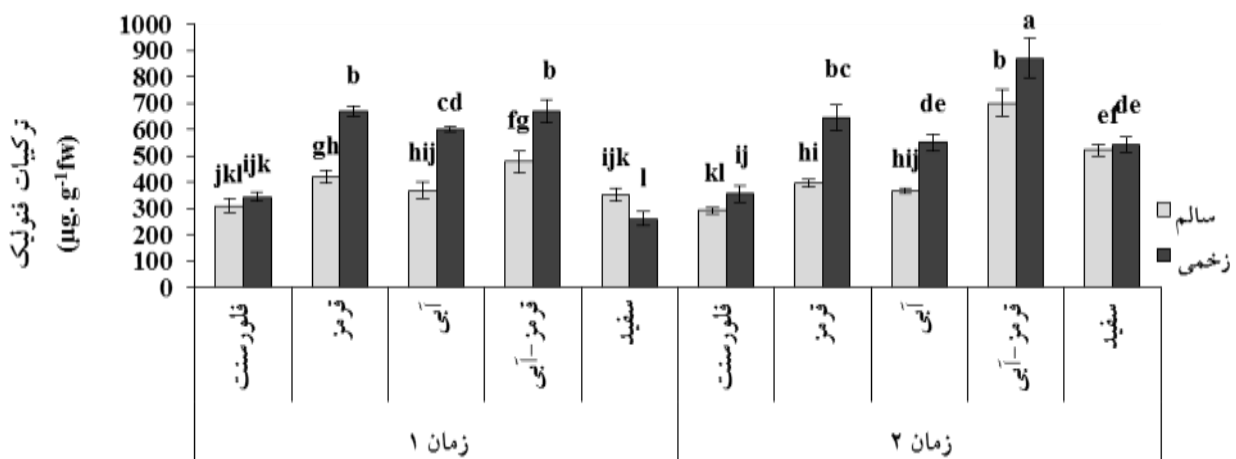 ترکیبات فنولیک
(µg. g-1fw)
1000
900
800
700
600
500
400
300
200
100
0
jkl ijk gh b hij cd fg b ijk l kl ij hi bc hij de b a ef de
سالم
زخمی
فلورسنت قرمز آبی قرمز-آبی سفید فلورسنت قرمز آبی قرمز-آبی سفید
زمان ۱ زمان ۲